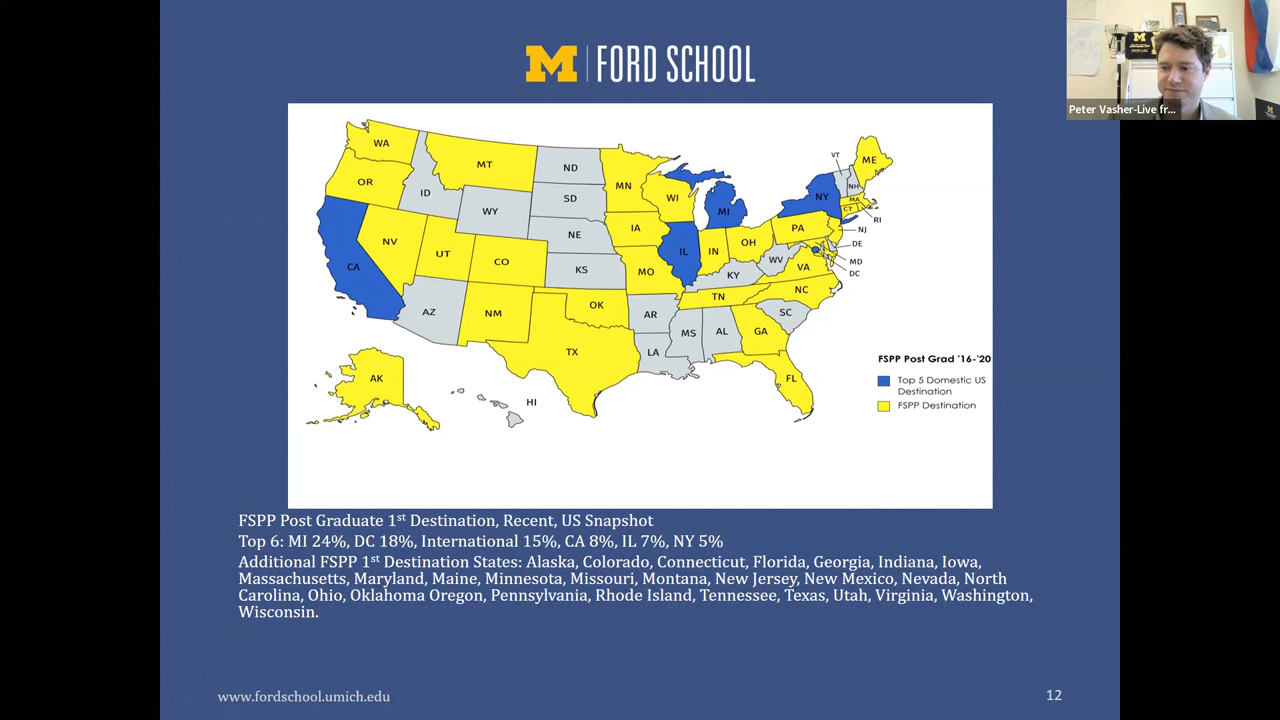 M | FORD SCHOOL
Peter Vasher-Live fr...
WA
MT
ND
MN
VT
ME
OR
ID
SD
WI
MI
NY
NH
MA
CT
RI
WY
IA
PA
NJ
NV
NE
IL
IN
OH
DE
CA
UT
CO
KS
MO
KY
WV
VA
MD
DC
AZ
NM
OK
AR
TN
NC
SC
TX
LA
MS
AL
GA
FL
AK
HI
FSPP Post Grad '16-'20
Top 5 Domestic US
Destination
FSPP Destination
FSPP Post Graduate 1st Destination, Recent, US Snapshot
Top 6: MI 24%, DC 18%, International 15%, CA 8%, IL 7%, NY 5%
Additional FSPP 1st Destination States: Alaska, Colorado, Connecticut, Florida, Georgia, Indiana, Iowa,
Massachusetts, Maryland, Maine, Minnesota, Missouri, Montana, New Jersey, New Mexico, Nevada, North
Carolina, Ohio, Oklahoma Oregon, Pennsylvania, Rhode Island, Tennessee, Texas, Utah, Virginia, Washington,
Wisconsin.
www.fordschool.umich.edu
12